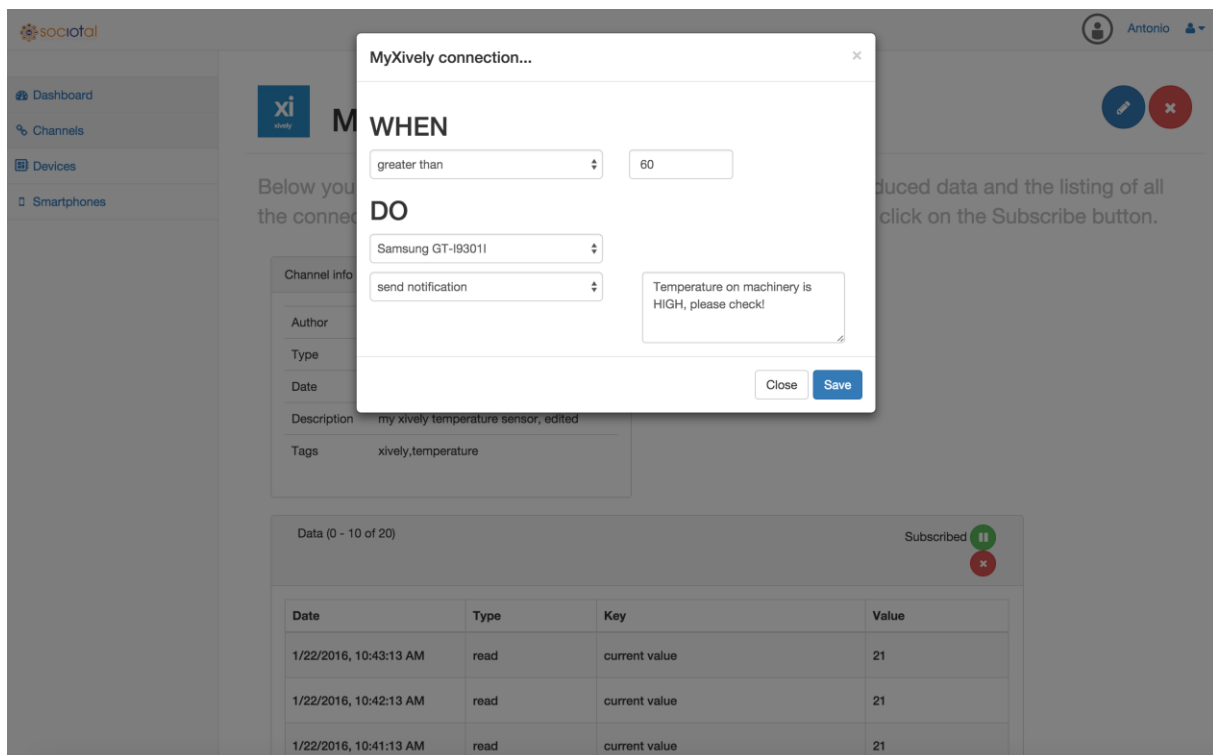 sociotal
Antonio
MyXively connection...
×
Dashboard
Channels
Devices
Smartphones
xi
xively
M
WHEN
greater than
60
Below you
duced data and the listing of all
the connec
click on the Subscribe button.
DO
Samsung GT-I9301I
send notification
Temperature on machinery is
HIGH, please check!
Close
Save
Channel info
Author
Type
Date
Description my xively temperature sensor, edited
Tags xively,temperature
Data (0 - 10 of 20) Subscribed
Date Type Key Value
1/22/2016, 10:43:13 AM read current value 21
1/22/2016, 10:42:13 AM read current value 21
1/22/2016, 10:41:13 AM read current value 21